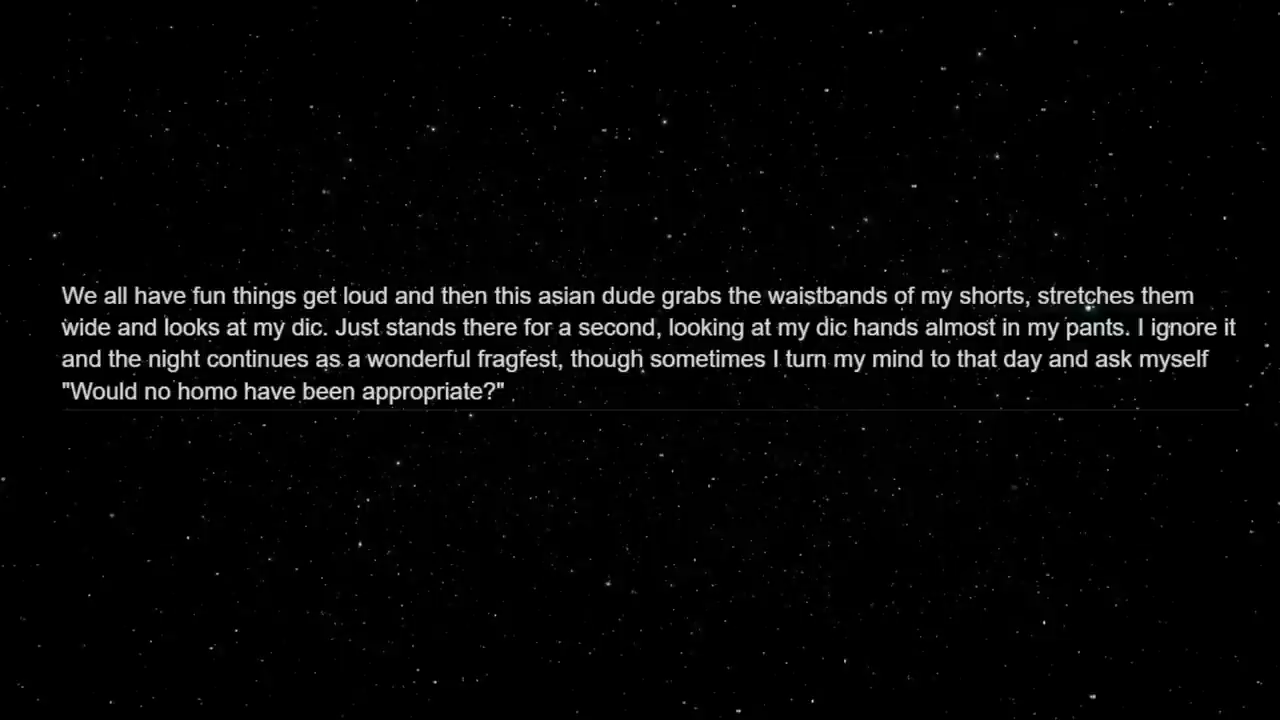 We all have fun things get loud and then this asian dude grabs the waistbands of my shorts, stretches them
wide and looks at my dic. Just stands there for a second, looking at my dic hands almost in my pants. I ignore it
and the night continues as a wonderful fragfest, though sometimes I turn my mind to that day and ask myself
"Would no homo have been appropriate?"